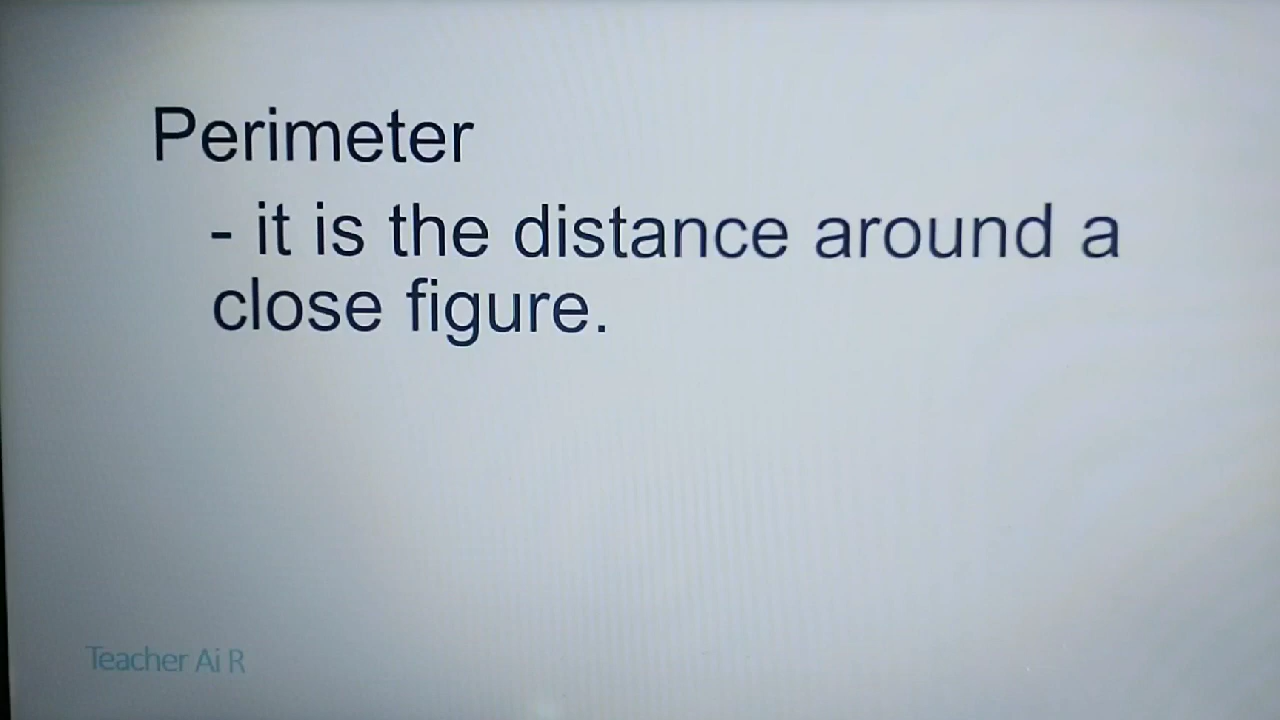 Perimeter
- it is the distance around a
close figure.
Teacher Ai R